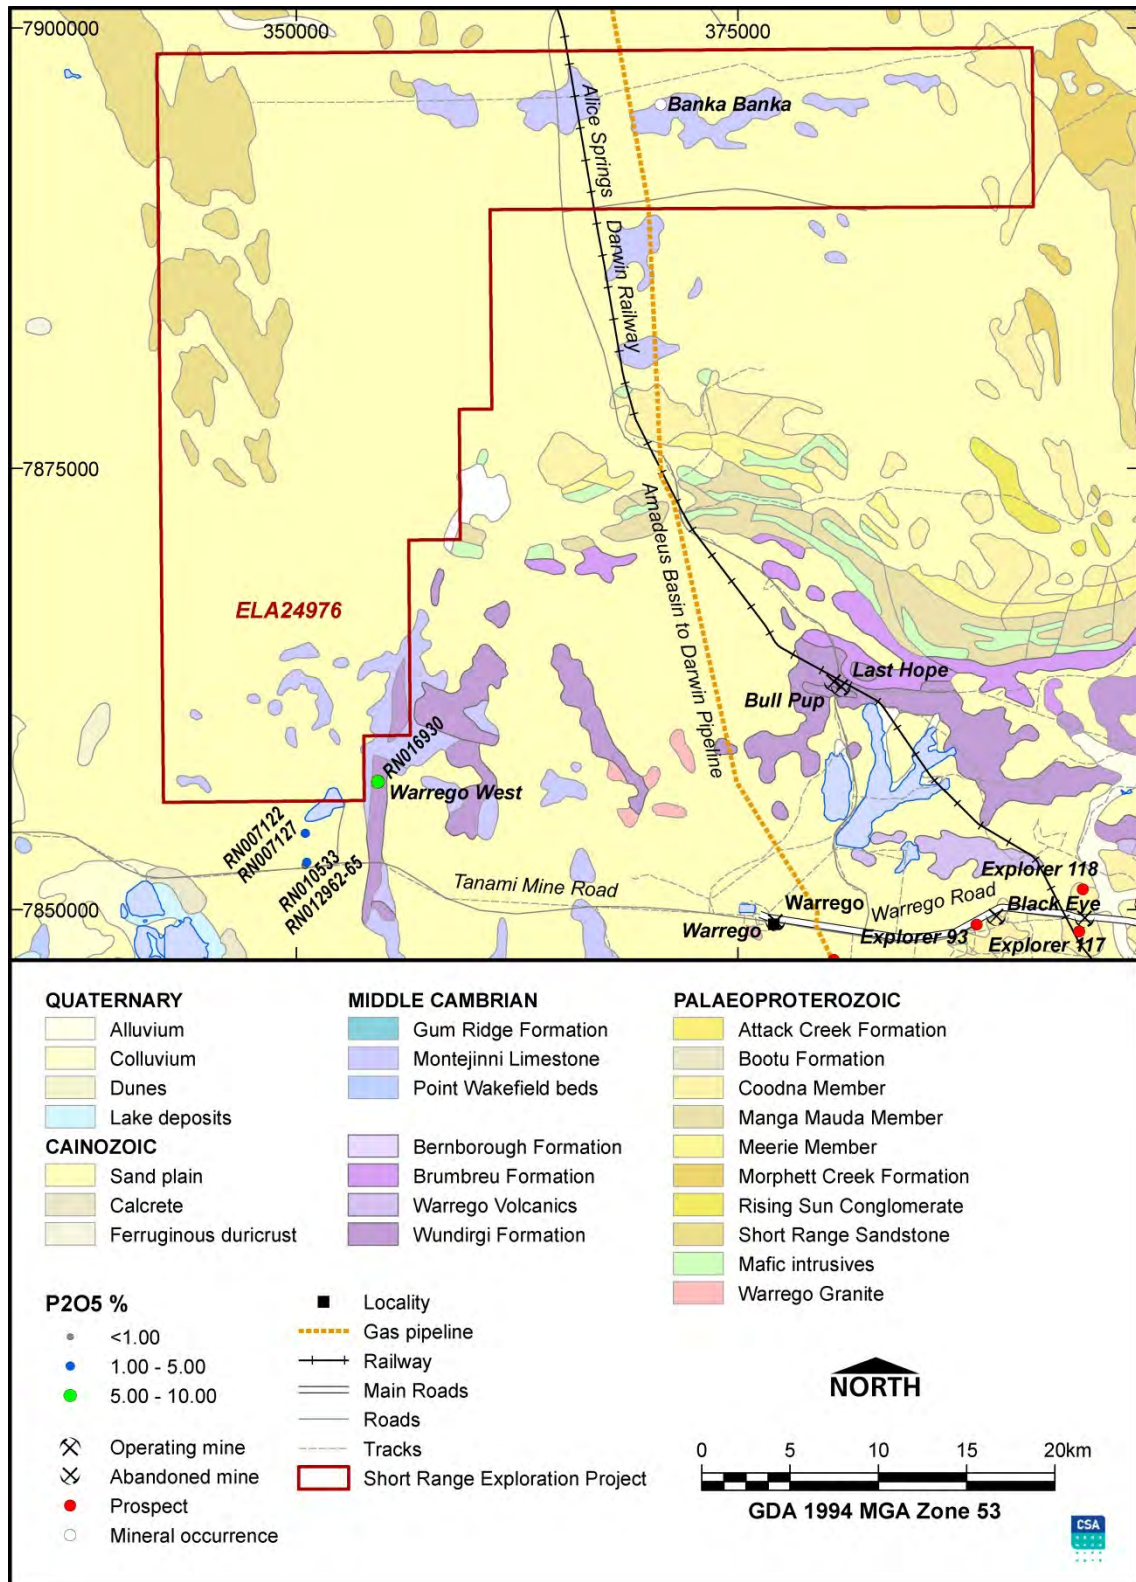 7900000
350000
375000
Banka Banka
Alice Springs
Darwin Railway
7875000
Amadeus Basin to Darwin Pipeline
ELA24976
Last Hope
Bull Pup
RN016930
Warrego West
RN007122
RN007127
RN010533
RN012962-65
Tanami Mine Road
Explorer 118
7850000
Warrego
Warrego Road
Black Eye
Warrego
Explorer 93
Explorer 117
QUATERNARY
Alluvium
Colluvium
Dunes
Lake deposits
CAINOZOIC
Sand plain
Calcrete
Ferruginous duricrust
MIDDLE CAMBRIAN
Gum Ridge Formation
Montejinni Limestone
Point Wakefield beds
Bernborough Formation
Brumbreu Formation
Warrego Volcanics
Wundirgi Formation
PALAEOPROTEROZOIC
Attack Creek Formation
Bootu Formation
Coodna Member
Manga Mauda Member
Meerie Member
Morphett Creek Formation
Rising Sun Conglomerate
Short Range Sandstone
Mafic intrusives
Warrego Granite
P2O5 %
<1.00
1.00 - 5.00
5.00 - 10.00
Operating mine
Abandoned mine
Prospect
Mineral occurrence
Locality
Gas pipeline
Railway
Main Roads
Roads
Tracks
Short Range Exploration Project
NORTH
0 5 10 15 20km
GDA 1994 MGA Zone 53
CSA